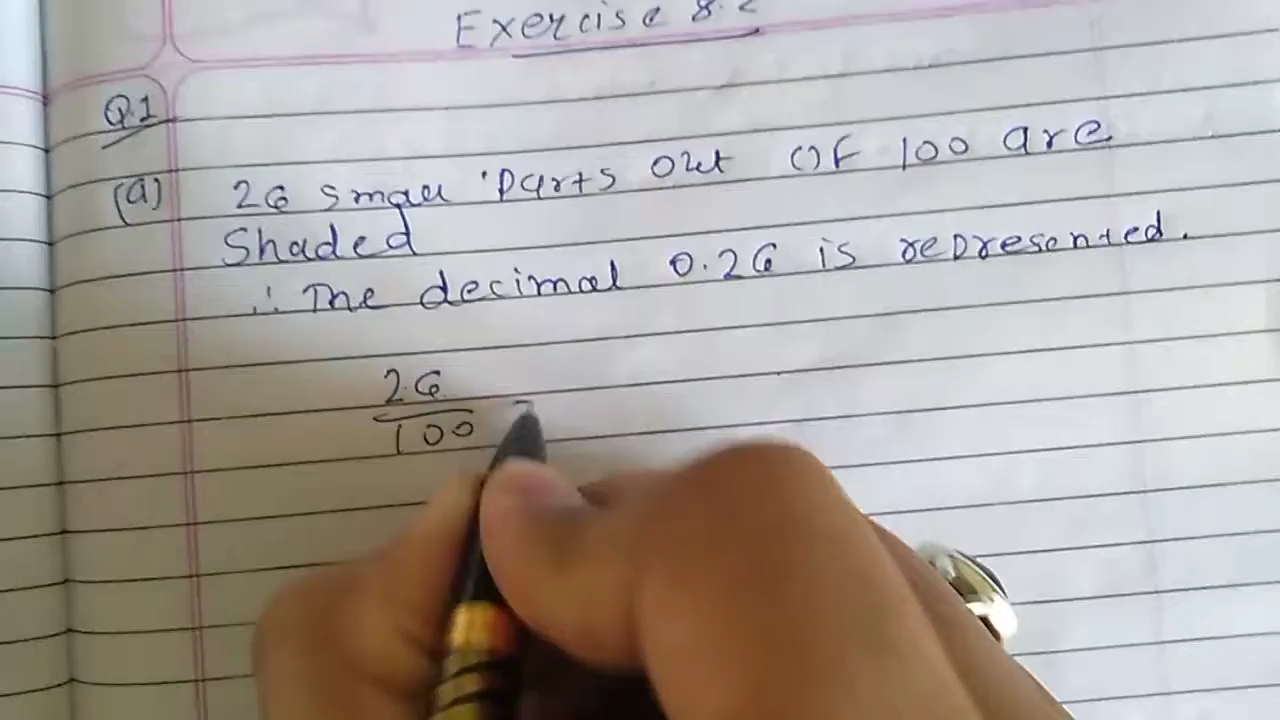 Exercise 8.2
Q.1
(a) 26 small parts out of 100 are
Shaded
∴ The decimal 0.26 is represented.
26
100